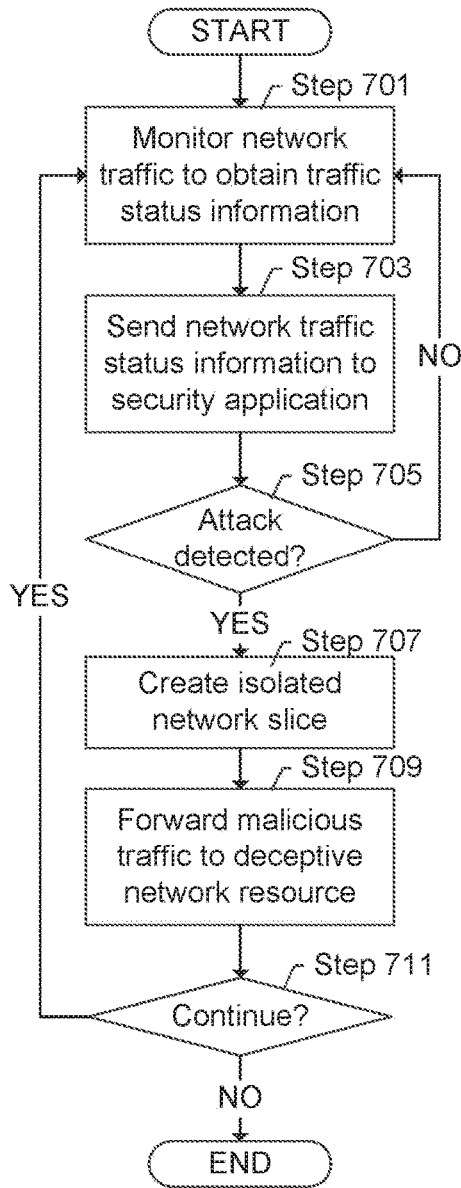 START
Step 701
Monitor network
traffic to obtain traffic
status information
Step 703
Send network traffic
status information to
security application
NO
Step 705
Attack
detected?
YES
YES
Step 707
Create isolated
network slice
Step 709
Forward malicious
traffic to deceptive
network resource
Step 711
Continue?
NO
END